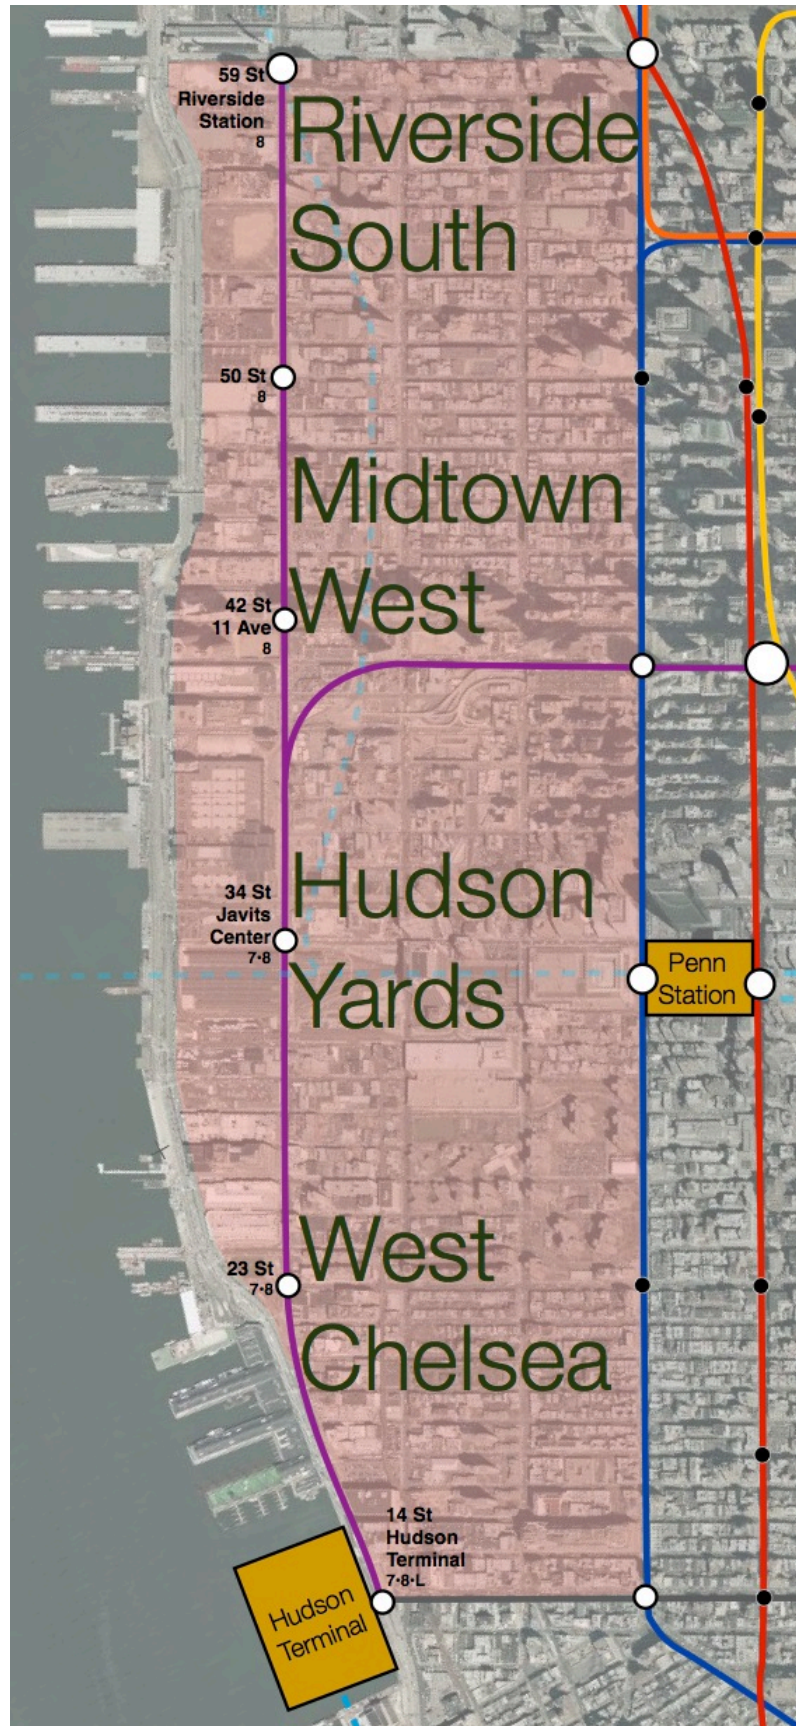 59 St
Riverside
Station
8
Riverside
South
50 St
8
Midtown
West
42 St
11 Ave
8
Hudson
Yards
34 St
Javits
Center
7•8
Penn
Station
West
Chelsea
23 St
7•8
14 St
Hudson
Terminal
7•8•L
Hudson
Terminal